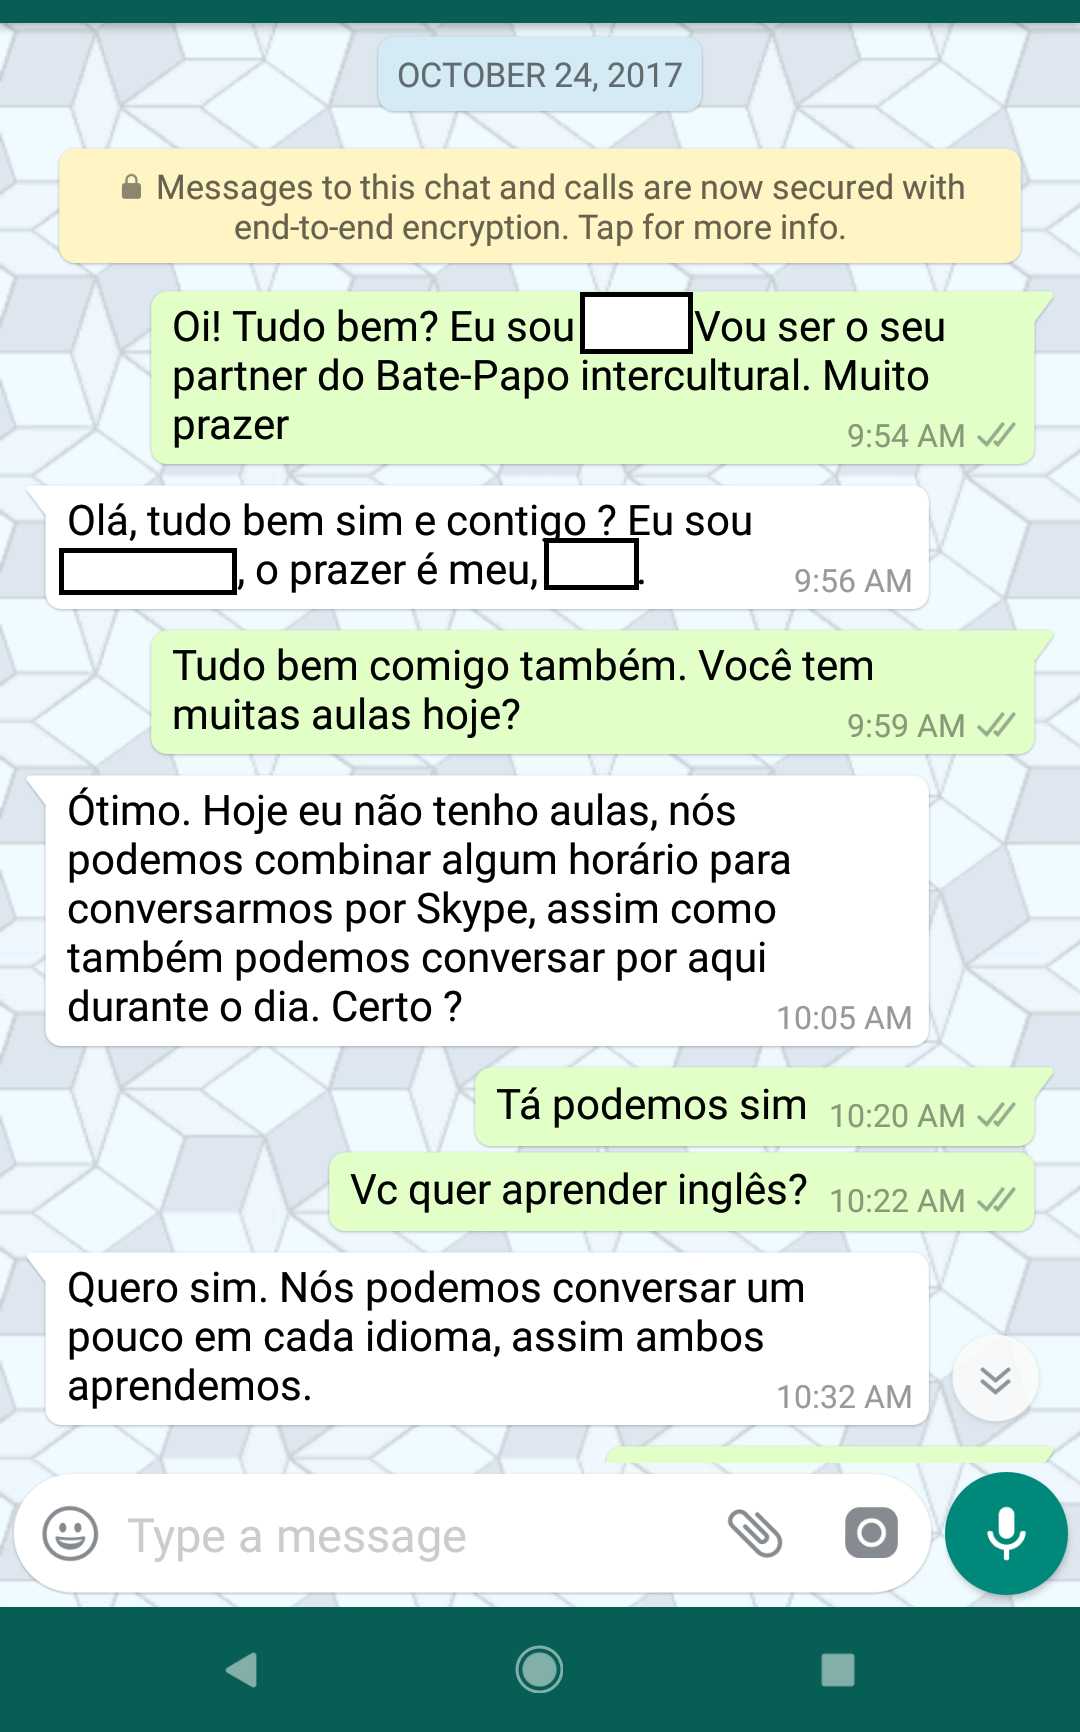 OCTOBER 24, 2017
Messages to this chat and calls are now secured with
end-to-end encryption. Tap for more info.
Oi! Tudo bem? Eu sou Vou ser o seu
partner do Bate-Papo intercultural. Muito
prazer
9:54 AM
Olá, tudo bem sim e contigo ? Eu sou
, o prazer é meu, .
9:56 AM
Tudo bem comigo também. Você tem
muitas aulas hoje?
9:59 AM
Ótimo. Hoje eu não tenho aulas, nós
podemos combinar algum horário para
conversarmos por Skype, assim como
também podemos conversar por aqui
durante o dia. Certo ?
10:05 AM
Tá podemos sim 10:20 AM
Vc quer aprender inglês? 10:22 AM
Quero sim. Nós podemos conversar um
pouco em cada idioma, assim ambos
aprendemos.
10:32 AM
Type a message